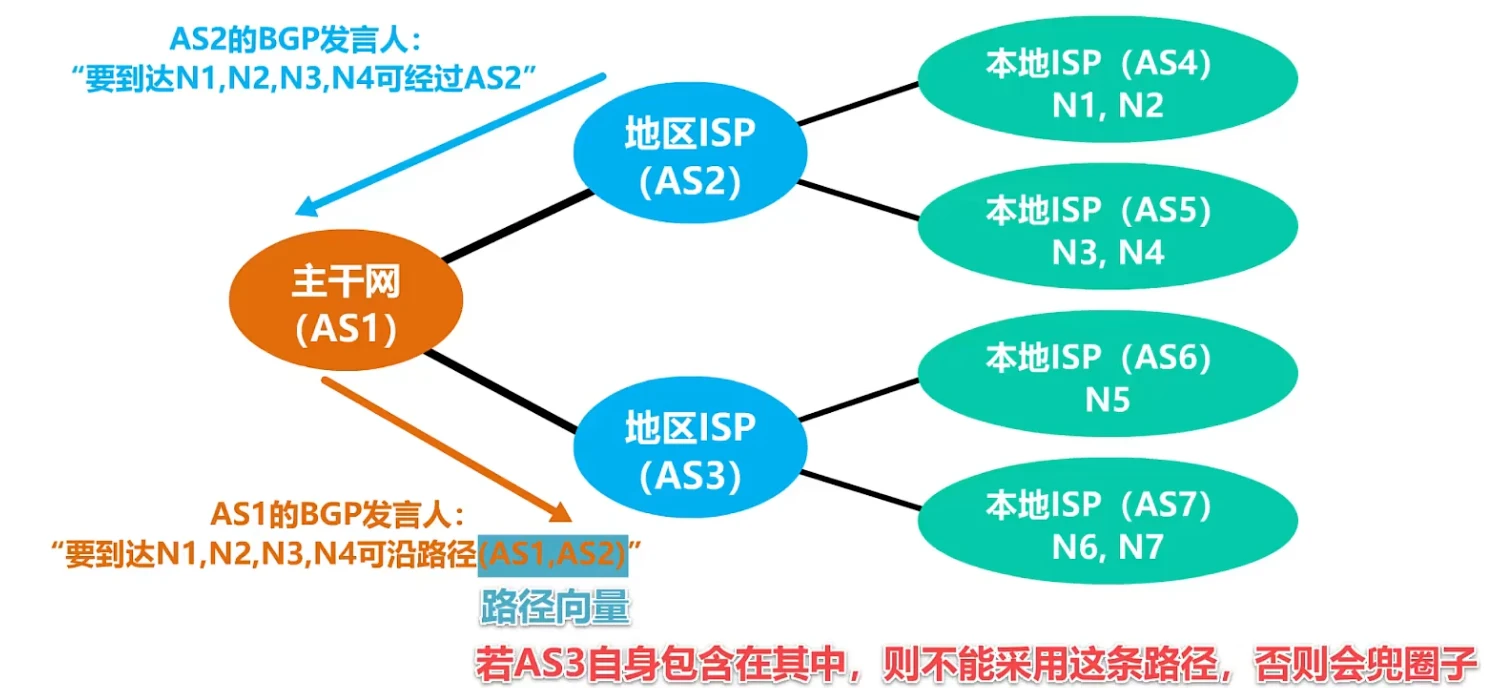 AS2的BGP发言人：
“要到达N1,N2,N3,N4可经过AS2”
地区ISP
（AS2）
本地ISP（AS4）
N1, N2
本地ISP（AS5）
N3, N4
主干网
（AS1）
本地ISP（AS6）
N5
地区ISP
（AS3）
本地ISP（AS7）
N6, N7
AS1的BGP发言人：
“要到达N1,N2,N3,N4可沿路径(AS1,AS2)”
路径向量
若AS3自身包含在其中，则不能采用这条路径，否则会兜圈子